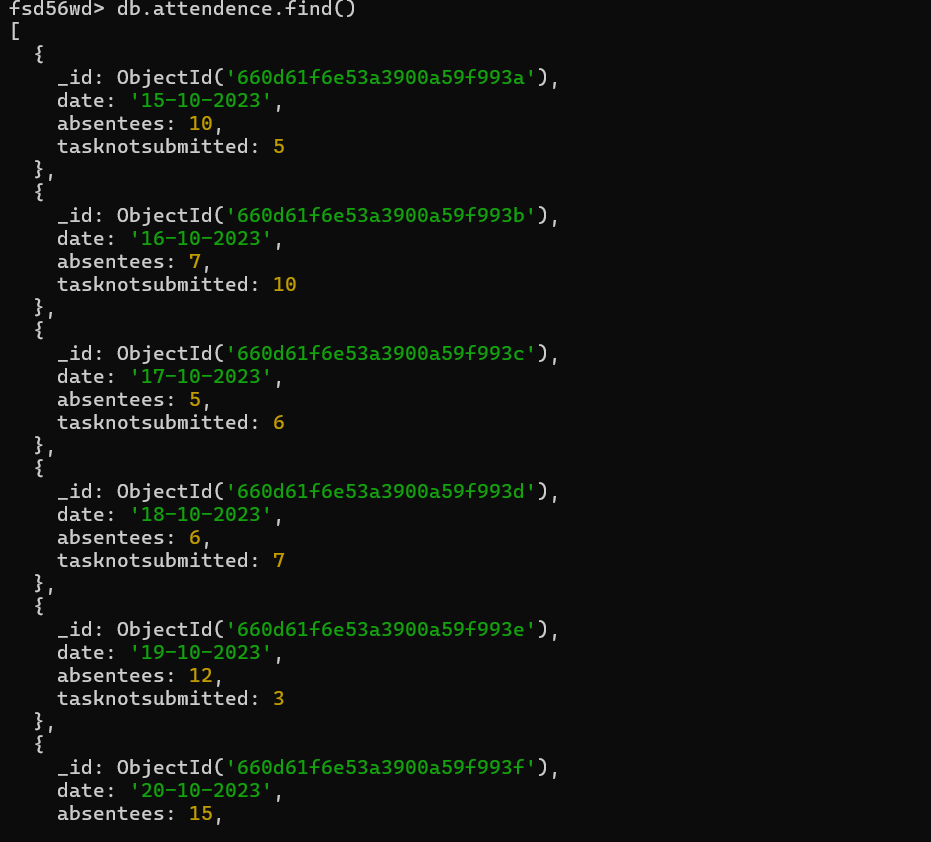 fsd56wd> db.attendence.find()
[
  {
    _id: ObjectId('660d61f6e53a3900a59f993a'),
    date: '15-10-2023',
    absentees: 10,
    tasknotsubmitted: 5
  },
  {
    _id: ObjectId('660d61f6e53a3900a59f993b'),
    date: '16-10-2023',
    absentees: 7,
    tasknotsubmitted: 10
  },
  {
    _id: ObjectId('660d61f6e53a3900a59f993c'),
    date: '17-10-2023',
    absentees: 5,
    tasknotsubmitted: 6
  },
  {
    _id: ObjectId('660d61f6e53a3900a59f993d'),
    date: '18-10-2023',
    absentees: 6,
    tasknotsubmitted: 7
  },
  {
    _id: ObjectId('660d61f6e53a3900a59f993e'),
    date: '19-10-2023',
    absentees: 12,
    tasknotsubmitted: 3
  },
  {
    _id: ObjectId('660d61f6e53a3900a59f993f'),
    date: '20-10-2023',
    absentees: 15,